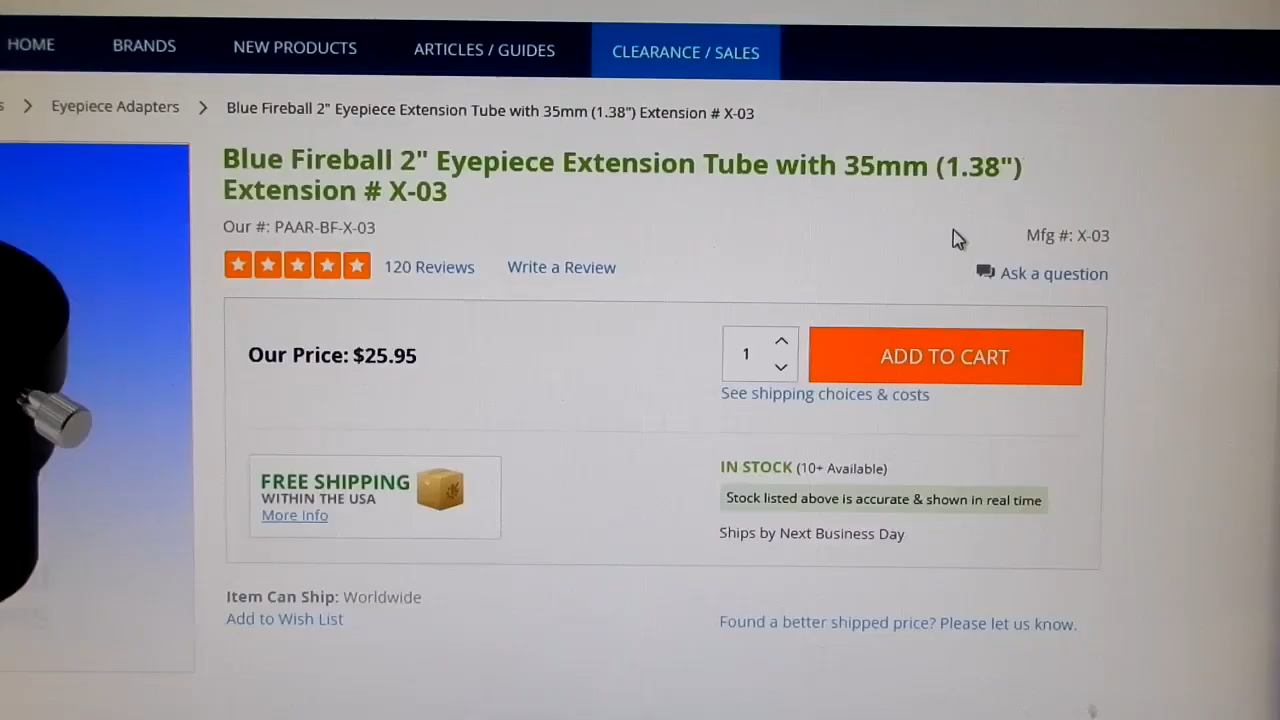 HOME BRANDS NEW PRODUCTS ARTICLES / GUIDES CLEARANCE / SALES
s > Eyepiece Adapters > Blue Fireball 2" Eyepiece Extension Tube with 35mm (1.38") Extension # X-03
Blue Fireball 2" Eyepiece Extension Tube with 35mm (1.38")
Extension # X-03
Our #: PAAR-BF-X-03
Mfg #: X-03
120 Reviews Write a Review
Ask a question
Our Price: $25.95
1
ADD TO CART
See shipping choices & costs
FREE SHIPPING
WITHIN THE USA
More Info
IN STOCK (10+ Available)
Stock listed above is accurate & shown in real time
Ships by Next Business Day
Item Can Ship: Worldwide
Add to Wish List
Found a better shipped price? Please let us know.